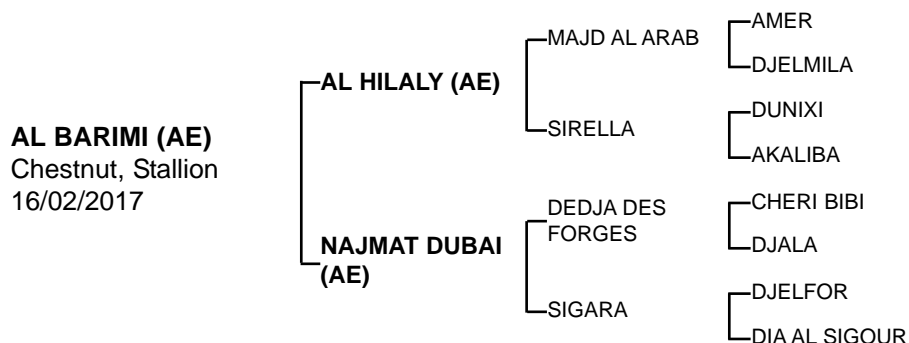 AL BARIMI (AE)
Chestnut, Stallion
16/02/2017
AL HILALY (AE)
NAJMAT DUBAI
(AE)
MAJD AL ARAB
SIRELLA
DEDJA DES
FORGES
SIGARA
AMER
DJELMILA
DUNIXI
AKALIBA
CHERI BIBI
DJALA
DJELFOR
DIA AL SIGOUR